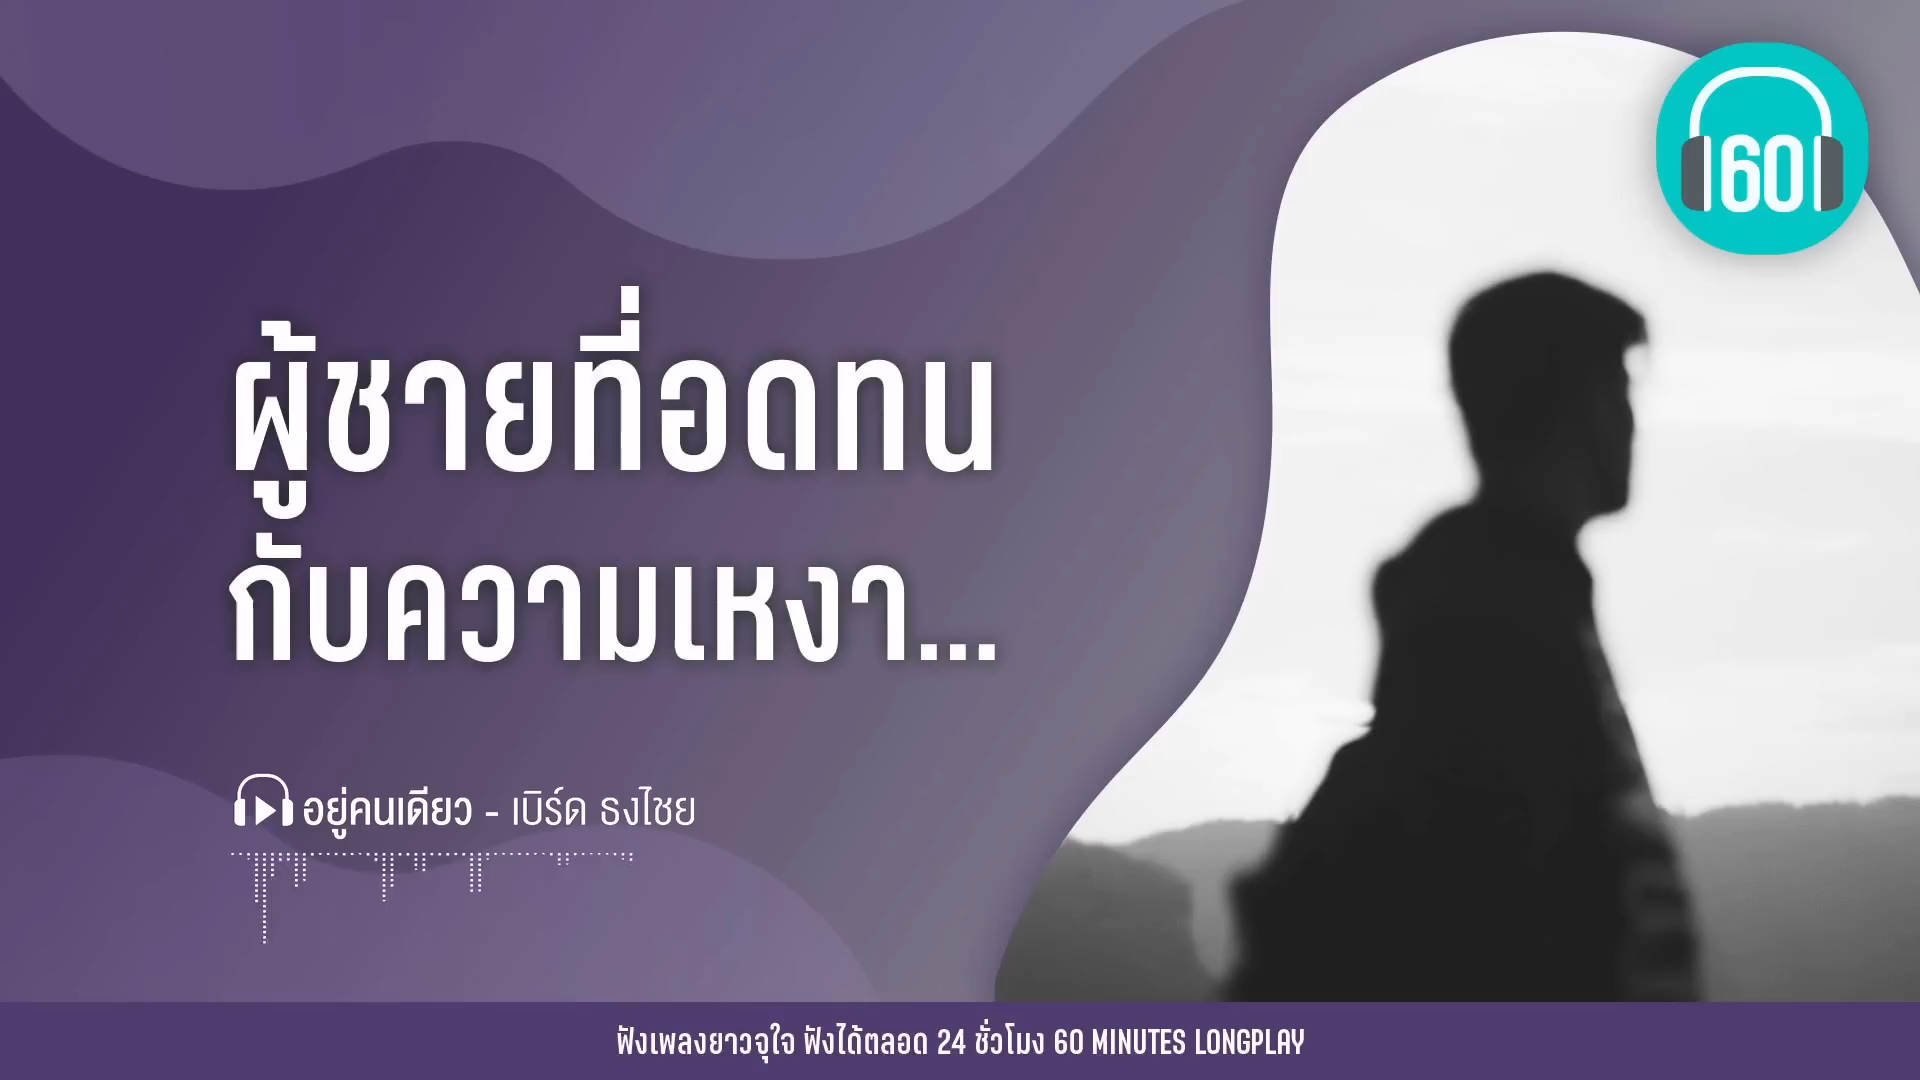 60
ผู้ชายที่อดทน
กับความเหงา...
อยู่คนเดียว - เบิร์ด ธงไชย
ฟังเพลงยาวจุใจ ฟังได้ตลอด 24 ชั่วโมง 60 MINUTES LONGPLAY